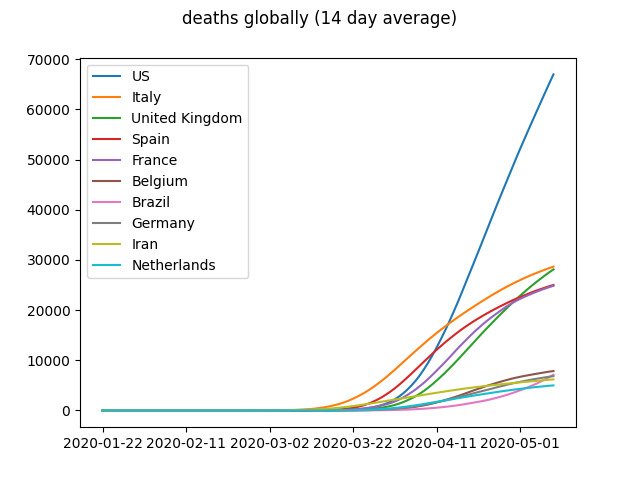 deaths globally (14 day average)
70000
60000
50000
40000
30000
20000
10000
0
US
Italy
United Kingdom
Spain
France
Belgium
Brazil
Germany
Iran
Netherlands
2020-01-22 2020-02-11 2020-03-02 2020-03-22 2020-04-11 2020-05-01